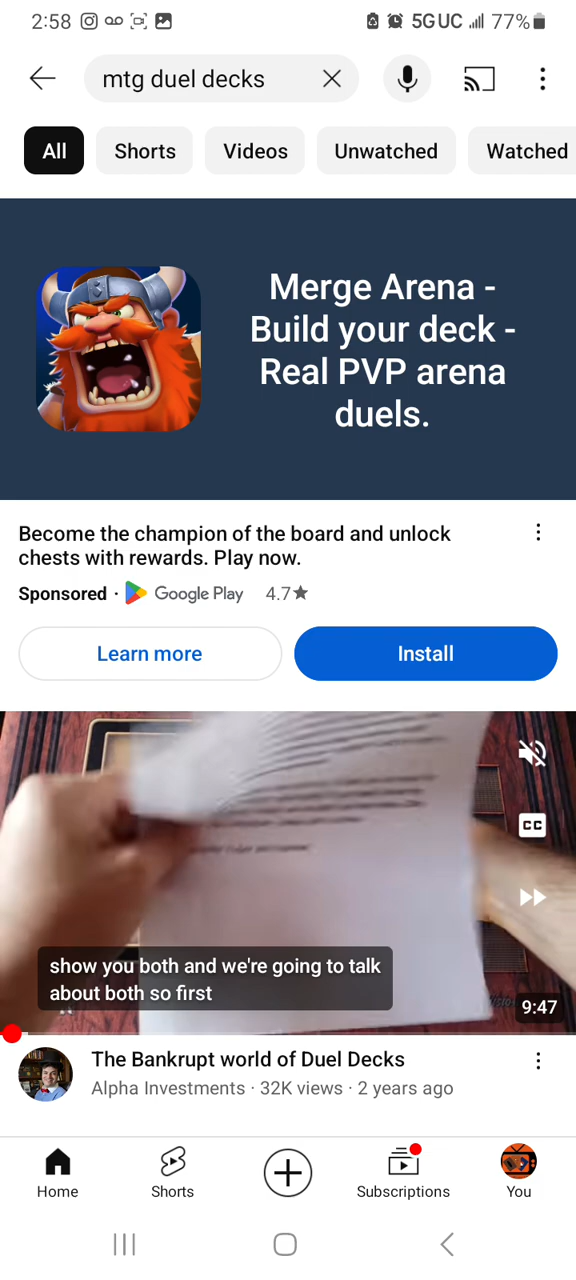 2:58
5G UC 77%
mtg duel decks
All Shorts Videos Unwatched Watched
Merge Arena -
Build your deck -
Real PVP arena
duels.
Become the champion of the board and unlock
chests with rewards. Play now.
Sponsored · Google Play 4.7★
Learn more Install
CC
show you both and we're going to talk
about both so first
9:47
The Bankrupt world of Duel Decks
Alpha Investments · 32K views · 2 years ago
Home Shorts Subscriptions You